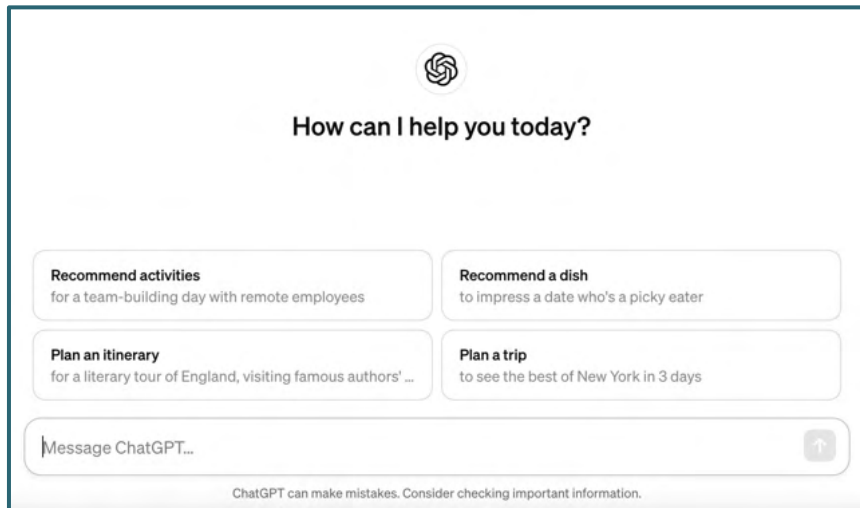 How can I help you today?
Recommend activities
for a team-building day with remote employees
Recommend a dish
to impress a date who's a picky eater
Plan an itinerary
for a literary tour of England, visiting famous authors' ...
Plan a trip
to see the best of New York in 3 days
Message ChatGPT...
ChatGPT can make mistakes. Consider checking important information.